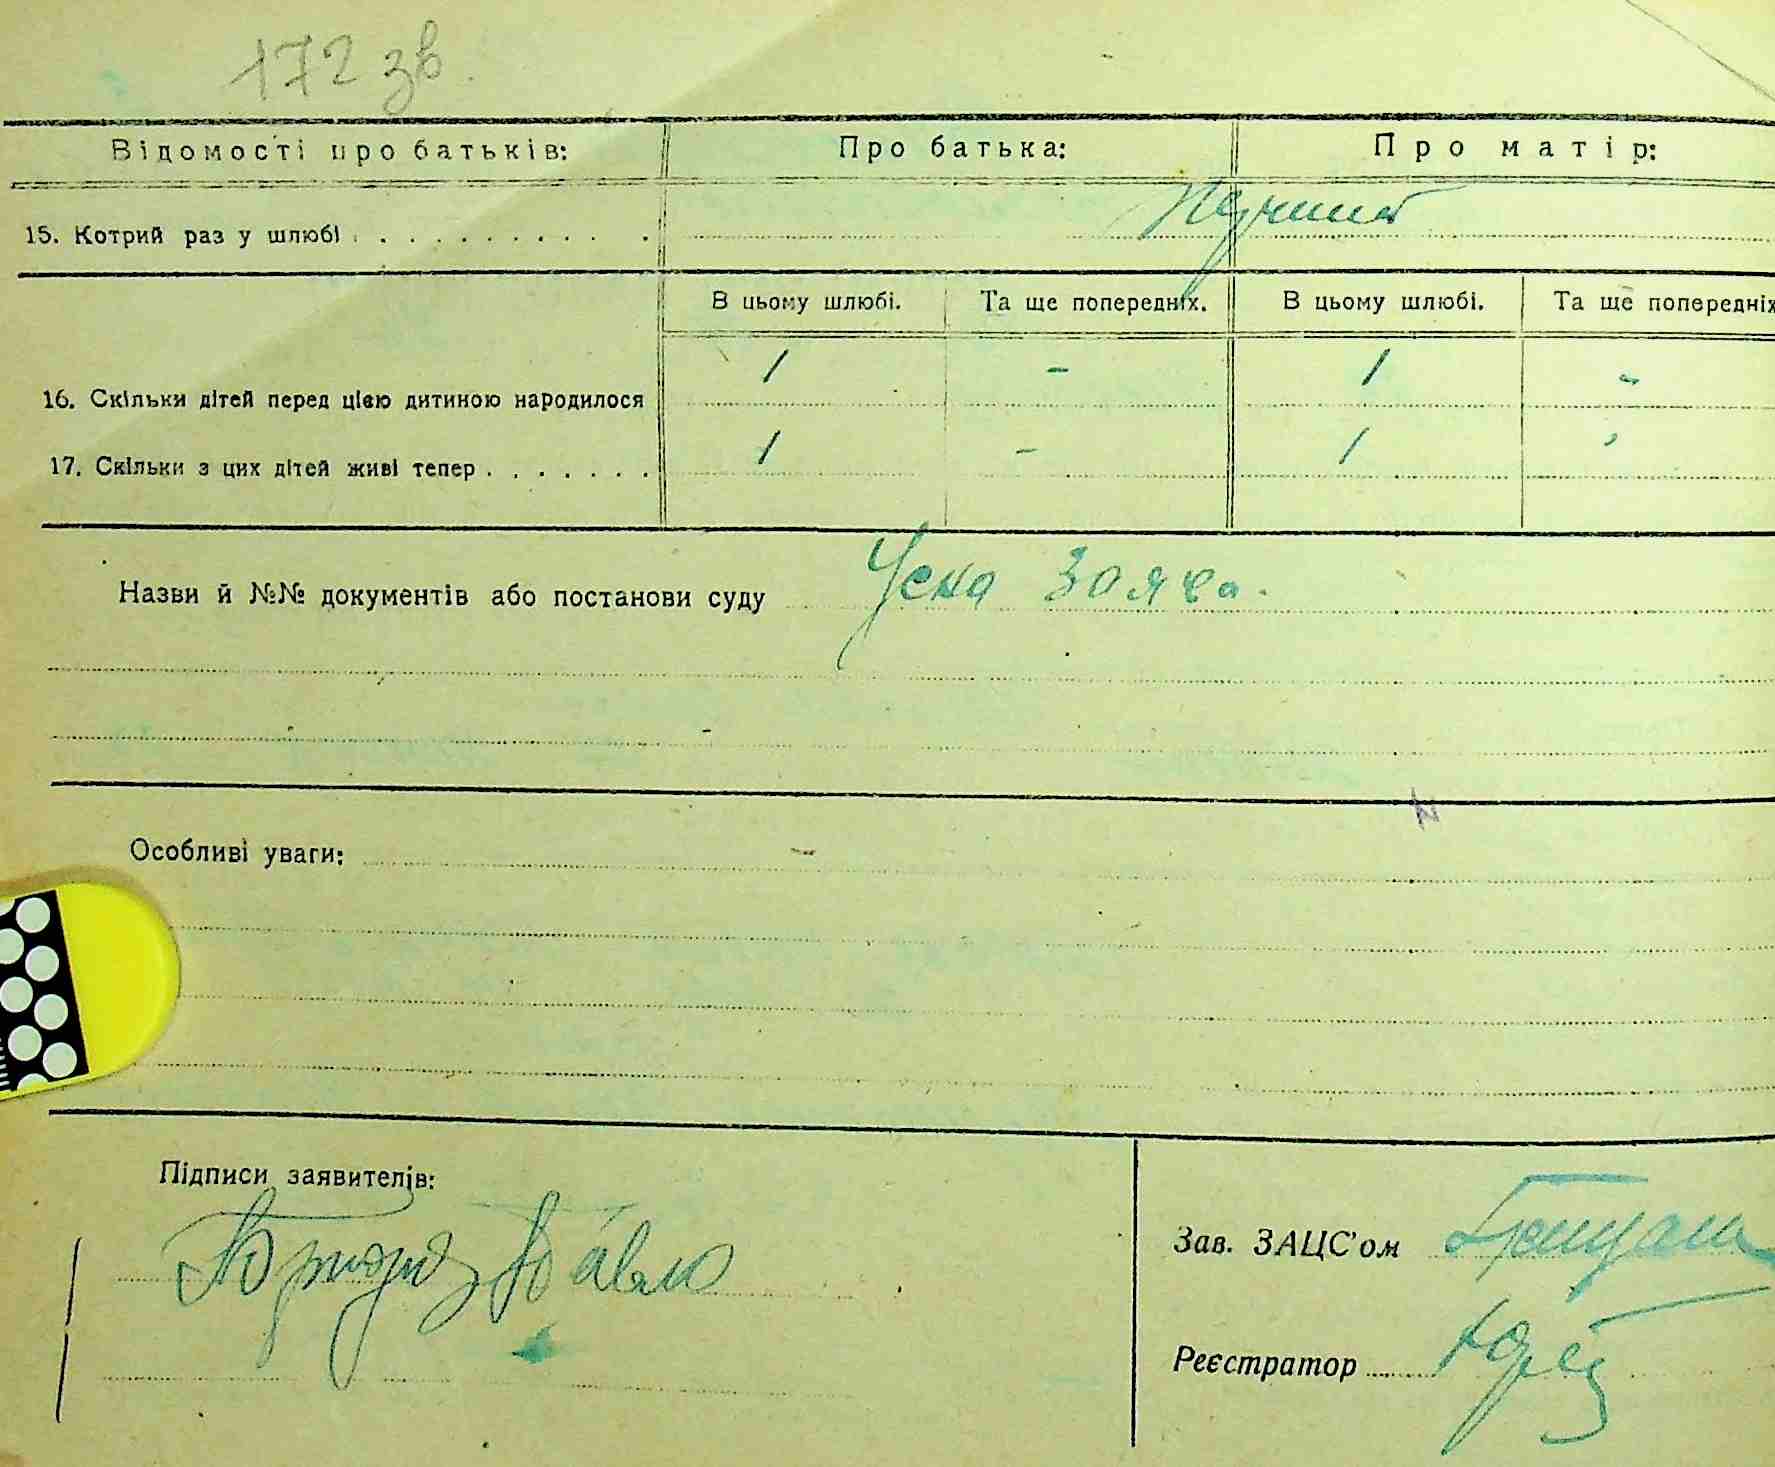 172 зв.
Відомості про батьків: Про батька: Про матір:
15. Котрий раз у шлюбі . . . . . . . . . . Перший
В цьому шлюбі. Та ще попередніх. В цьому шлюбі. Та ще попередніх
16. Скільки дітей перед цією дитиною народилося 1 - 1 -
17. Скільки з цих дітей живі тепер . . . . . . . 1 - 1 -
Назви й №№ документів або постанови суду Усна заява.
Особливі уваги: -
Підписи заявителів:
Павло
Зав. ЗАЦС'ом
Реєстратор